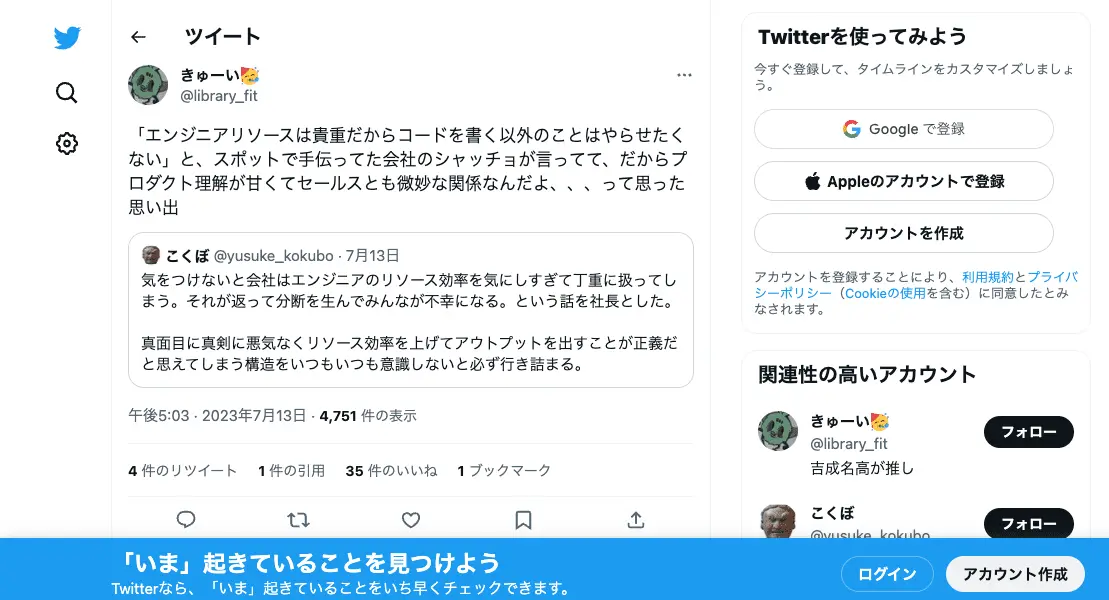 ツイート
きゅーい🥳
@library_fit
「エンジニアリソースは貴重だからコードを書く以外のことはやらせたく
ない」と、スポットで手伝ってた会社のシャッチョが言ってて、だからプ
ロダクト理解が甘くてセールスとも微妙な関係なんだよ、、、って思った
思い出
こくぼ @yusuke_kokubo · 7月13日
気をつけないと会社はエンジニアのリソース効率を気にしすぎて丁重に扱ってし
まう。それが返って分断を生んでみんなが不幸になる。という話を社長とした。
真面目に真剣に悪気なくリソース効率を上げてアウトプットを出すことが正義だ
と思えてしまう構造をいつもいつも意識しないと必ず行き詰まる。
午後5:03 · 2023年7月13日 · 4,751 件の表示
4 件のリツイート 1 件の引用 35 件のいいね 1 ブックマーク
Twitterを使ってみよう
今すぐ登録して、タイムラインをカスタマイズしましょ
う。
Google で登録
Appleのアカウントで登録
アカウントを作成
アカウントを登録することにより、利用規約とプライバ
シーポリシー（Cookieの使用を含む）に同意したとみ
なされます。
関連性の高いアカウント
きゅーい🥳
@library_fit
フォロー
吉成名高が推し
こくぼ
@yusuke_kokubo
フォロー
「いま」起きていることを見つけよう
Twitterなら、「いま」起きていることをいち早くチェックできます。
ログイン
アカウント作成